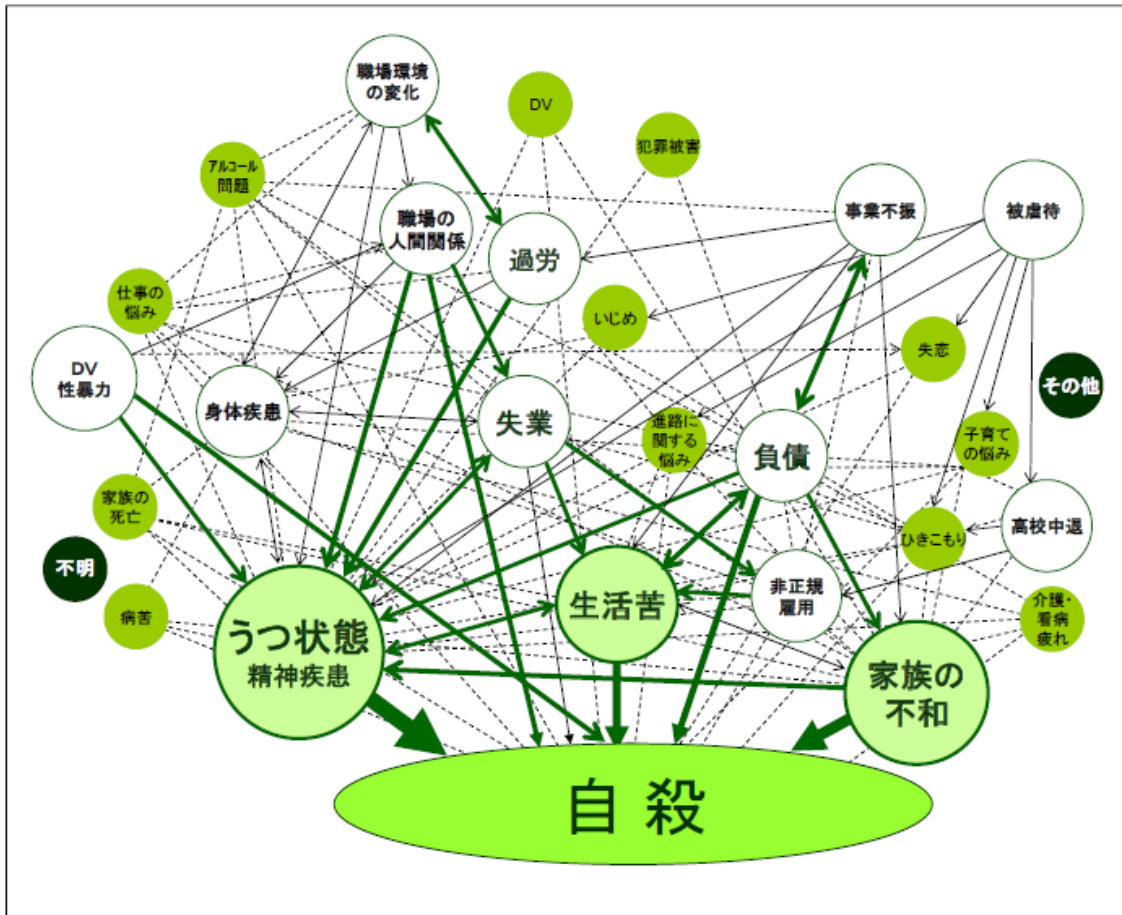 職場環境
の変化
DV
犯罪被害
アルコール
問題
職場の
人間関係
過労
事業不振
被虐待
仕事の
悩み
いじめ
失恋
DV
性暴力
その他
身体疾患
失業
進路に
関する
悩み
負債
子育て
の悩み
家族の
死亡
高校中退
ひきこもり
不明
病苦
うつ状態
精神疾患
生活苦
非正規
雇用
介護・
看病
疲れ
家族の
不和
自殺